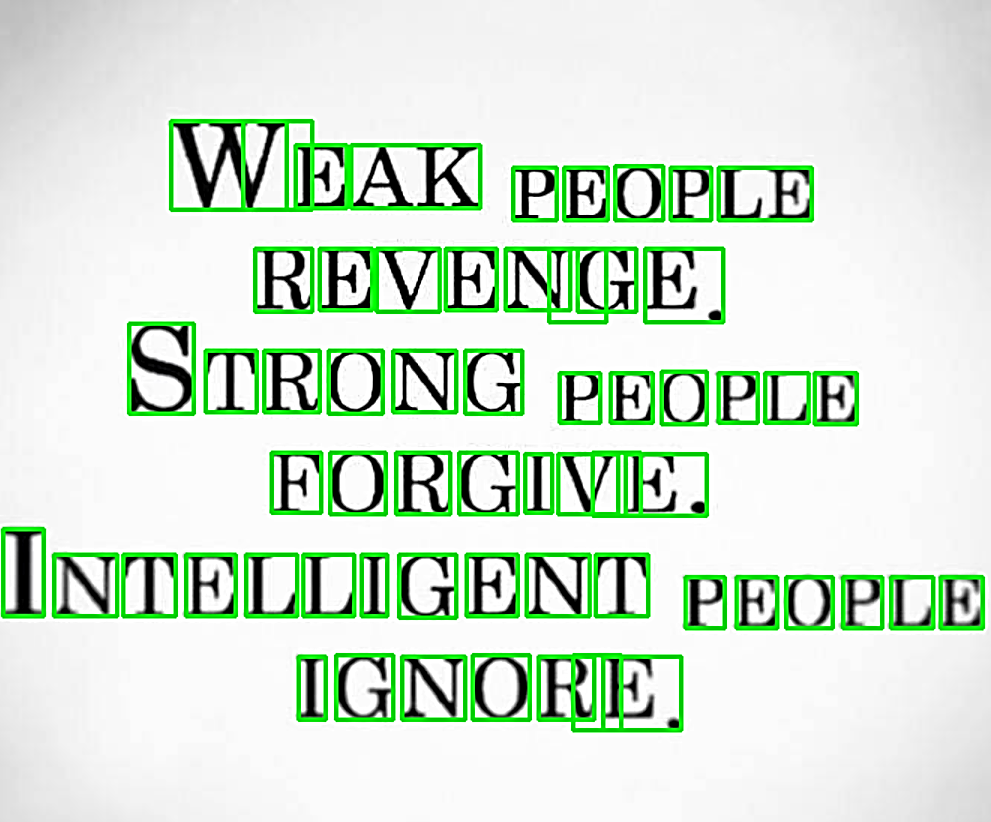 WEAK PEOPLE
REVENGE.
STRONG PEOPLE
FORGIVE.
INTELLIGENT PEOPLE
IGNORE.